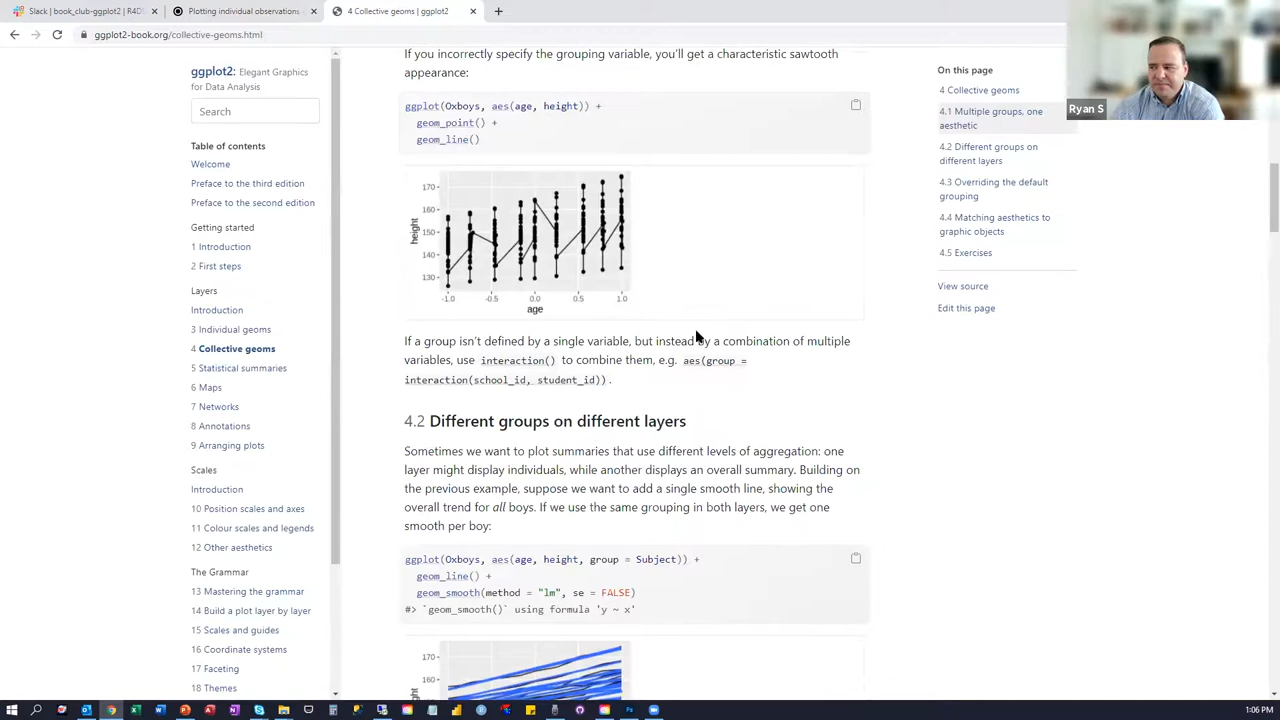 Slack | book_club-ggplot2 | R4DS
Plotting individual observations
4 Collective geoms | ggplot2
ggplot2-book.org/collective-geoms.html
ggplot2: Elegant Graphics
for Data Analysis
Search
Table of contents
Welcome
Preface to the third edition
Preface to the second edition
Getting started
1 Introduction
2 First steps
Layers
Introduction
3 Individual geoms
4 Collective geoms
5 Statistical summaries
6 Maps
7 Networks
8 Annotations
9 Arranging plots
Scales
Introduction
10 Position scales and axes
11 Colour scales and legends
12 Other aesthetics
The Grammar
13 Mastering the grammar
14 Build a plot layer by layer
15 Scales and guides
16 Coordinate systems
17 Faceting
18 Themes
If you incorrectly specify the grouping variable, you'll get a characteristic sawtooth
appearance:
ggplot(Oxboys, aes(age, height)) +
geom_point() +
geom_line()
170
160
150
140
130
height
-1.0 -0.5 0.0 0.5 1.0
age
If a group isn't defined by a single variable, but instead by a combination of multiple
variables, use interaction() to combine them, e.g. aes(group =
interaction(school_id, student_id)).
4.2 Different groups on different layers
Sometimes we want to plot summaries that use different levels of aggregation: one
layer might display individuals, while another displays an overall summary. Building on
the previous example, suppose we want to add a single smooth line, showing the
overall trend for all boys. If we use the same grouping in both layers, we get one
smooth per boy:
ggplot(Oxboys, aes(age, height, group = Subject)) +
geom_line() +
geom_smooth(method = "lm", se = FALSE)
#> `geom_smooth()` using formula 'y ~ x'
170
160
On this page
4 Collective geoms
4.1 Multiple groups, one
aesthetic
4.2 Different groups on
different layers
4.3 Overriding the default
grouping
4.4 Matching aesthetics to
graphic objects
4.5 Exercises
View source
Edit this page
Ryan S
1:06 PM